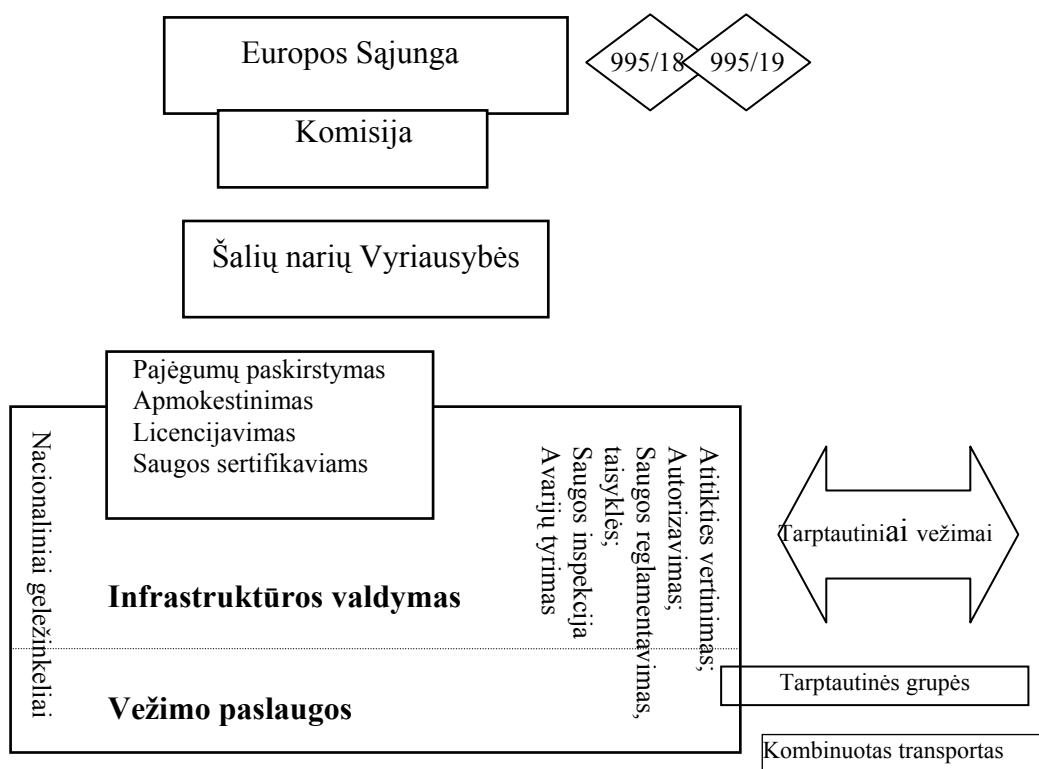 Europos Sąjunga
995/18
995/19
Komisija
Šalių narių Vyriausybės
Pajėgumų paskirstymas
Apmokestinimas
Licencijavimas
Saugos sertifikaviams
Nacionaliniai geležinkeliai
Infrastruktūros valdymas
Vežimo paslaugos
Atitikties vertinimas;
Autorizavimas;
Saugos reglamentavimas,
taisyklės;
Saugos inspekcija
Avarijų tyrimas
Tarptautiniai vežimai
Tarptautinės grupės
Kombinuotas transportas